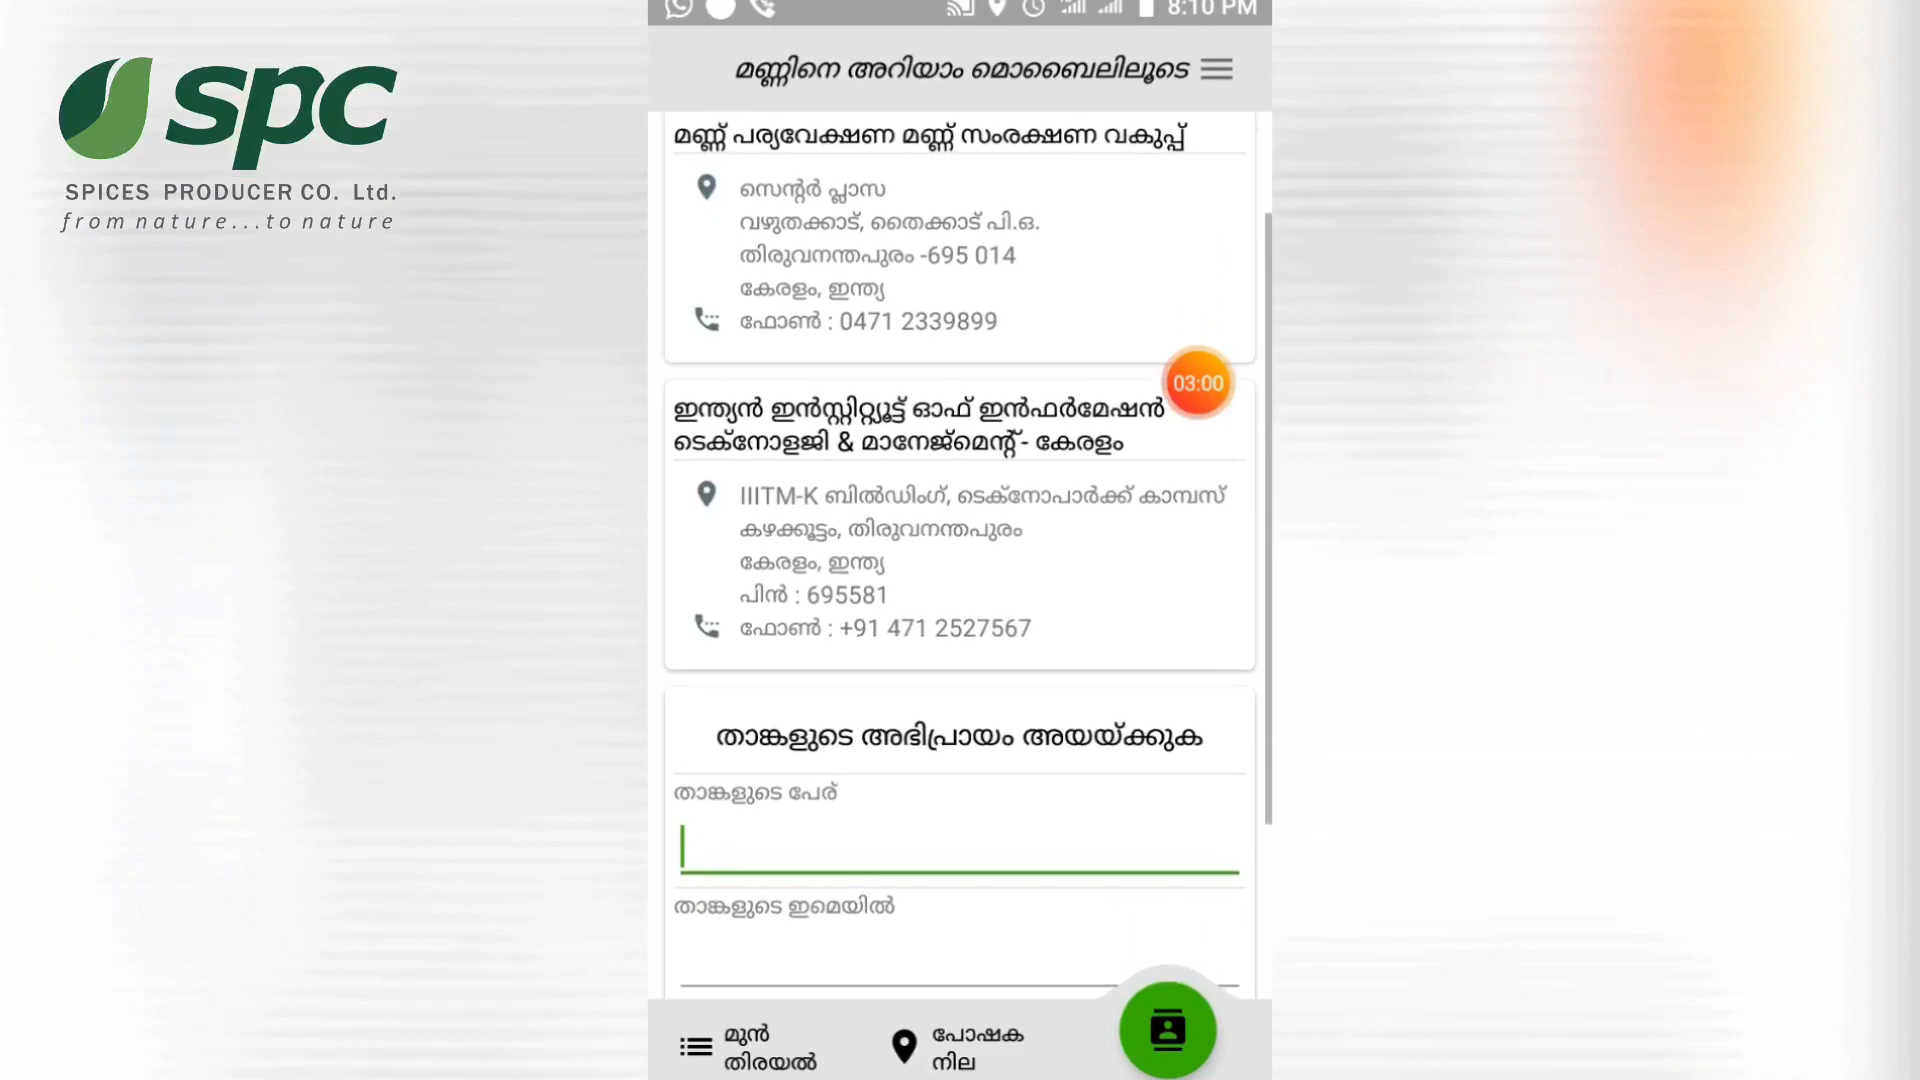 spc
SPICES PRODUCER CO. Ltd.
from nature...to nature
8:10 PM
മണ്ണിനെ അറിയാം മൊബൈലിലൂടെ
മണ്ണ് പര്യവേക്ഷണ മണ്ണ് സംരക്ഷണ വകുപ്പ്
സെന്റർ പ്ലാസ
വഴുതക്കാട്, തൈക്കാട് പി.ഒ.
തിരുവനന്തപുരം -695 014
കേരളം, ഇന്ത്യ
ഫോൺ : 0471 2339899
03:00
ഇന്ത്യൻ ഇൻസ്റ്റിറ്റ്യൂട്ട് ഓഫ് ഇൻഫർമേഷൻ
ടെക്നോളജി & മാനേജ്മെന്റ്- കേരളം
IIITM-K ബിൽഡിംഗ്, ടെക്നോപാർക്ക് കാമ്പസ്
കഴക്കൂട്ടം, തിരുവനന്തപുരം
കേരളം, ഇന്ത്യ
പിൻ : 695581
ഫോൺ : +91 471 2527567
താങ്കളുടെ അഭിപ്രായം അയയ്ക്കുക
താങ്കളുടെ പേര്
താങ്കളുടെ ഇമെയിൽ
മുൻ
തിരയൽ
പോഷക
നില